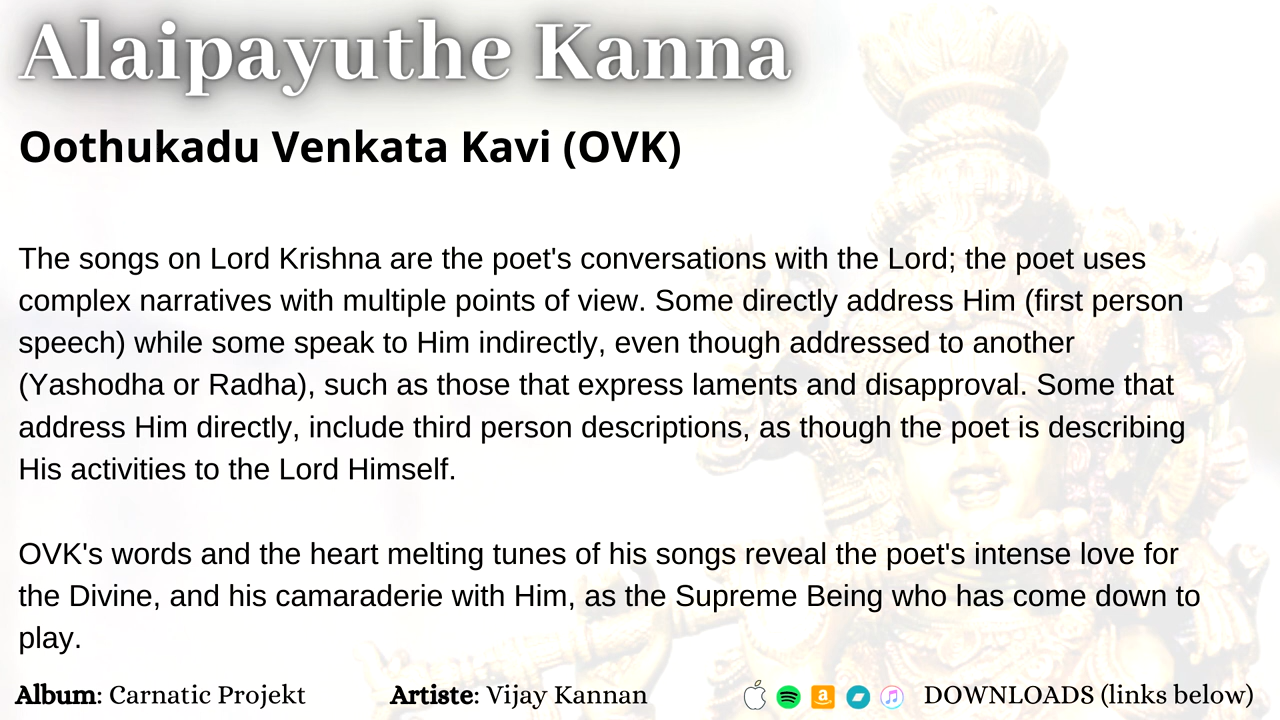 Alaipayuthe Kanna
Oothukadu Venkata Kavi (OVK)
The songs on Lord Krishna are the poet's conversations with the Lord; the poet uses
complex narratives with multiple points of view. Some directly address Him (first person
speech) while some speak to Him indirectly, even though addressed to another
(Yashodha or Radha), such as those that express laments and disapproval. Some that
address Him directly, include third person descriptions, as though the poet is describing
His activities to the Lord Himself.
OVK's words and the heart melting tunes of his songs reveal the poet's intense love for
the Divine, and his camaraderie with Him, as the Supreme Being who has come down to
play.
Album: Carnatic Projekt Artiste: Vijay Kannan DOWNLOADS (links below)